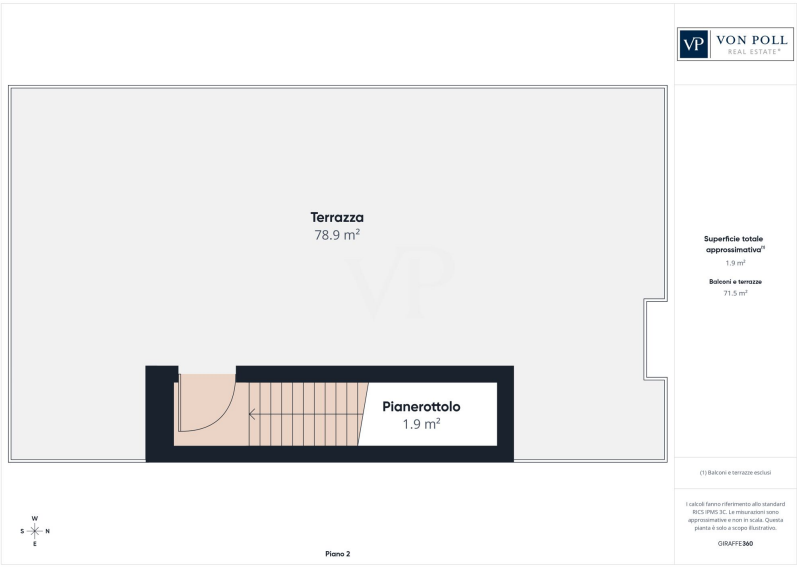 VP VON POLL
REAL ESTATE®
Terrazza
78.9 m²
VP
Pianerottolo
1.9 m²
Superficie totale
approssimativa⁽¹⁾
1.9 m²
Balconi e terrazze
71.5 m²
(1) Balconi e terrazze esclusi
I calcoli fanno riferimento allo standard
RICS IPMS 3C. Le misurazioni sono
approssimative e non in scala. Questa
pianta è solo a scopo illustrativo.
GIRAFFE360
W
S N
E
Piano 2